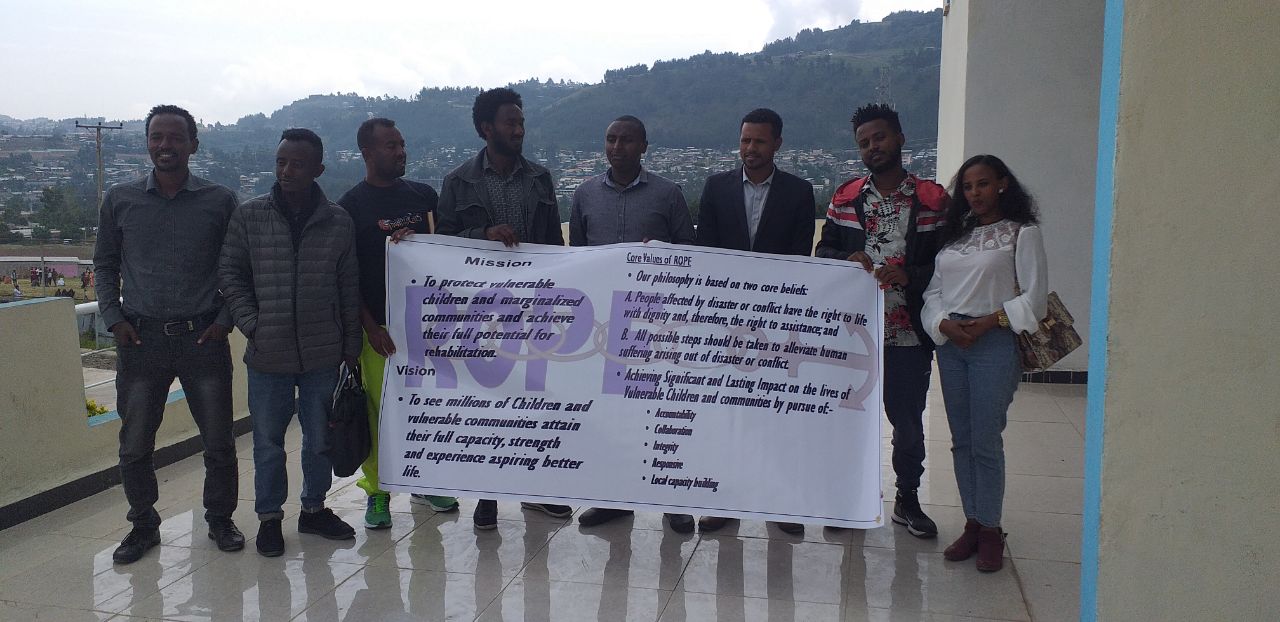 Mission
• To protect vulnerable
children and marginalized
communities and achieve
their full potential for
rehabilitation.
Vision
• To see millions of Children and
vulnerable communities attain
their full capacity, strength
and experience aspiring better
life.
ROPE
Core Values of ROPE
• Our philosophy is based on two core beliefs:
A. People affected by disaster or conflict have the right to life
with dignity and, therefore, the right to assistance; and
B. All possible steps should be taken to alleviate human
suffering arising out of disaster or conflict.
• Achieving Significant and Lasting Impact on the lives of
Vulnerable Children and communities by pursue of:-
• Accountability
• Collaboration
• Integrity
• Responsive
• Local capacity building